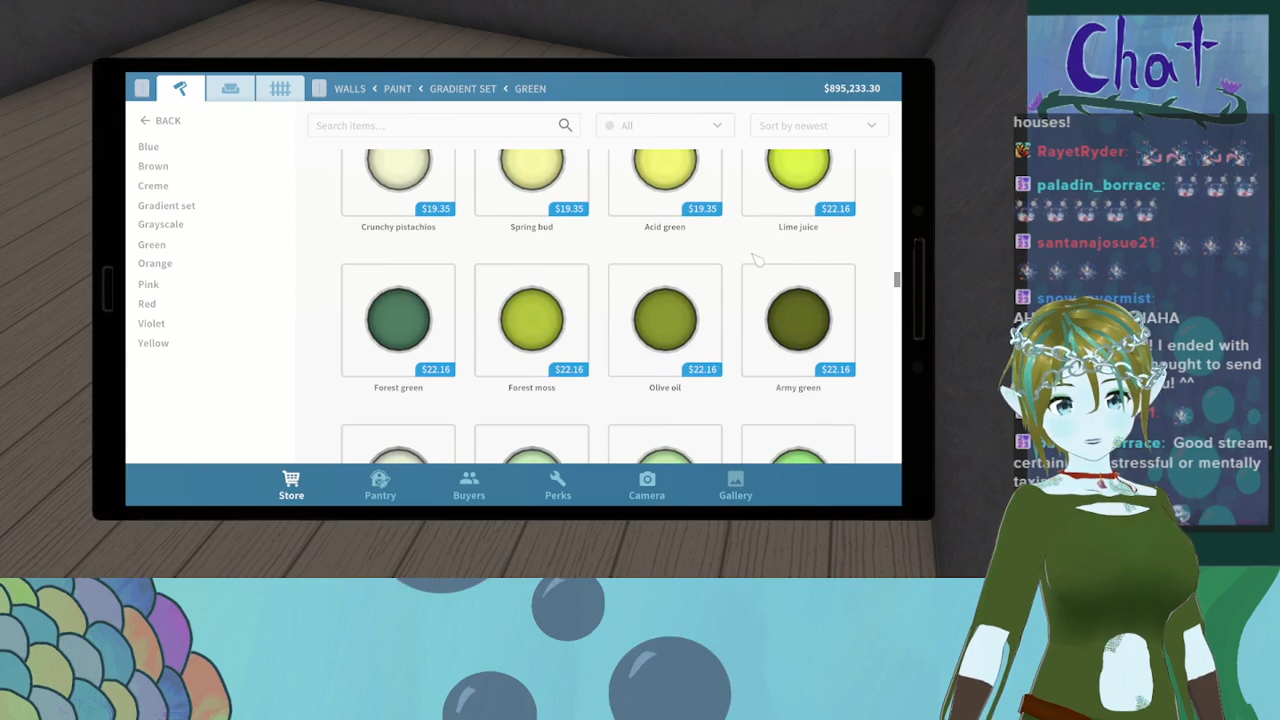 WALLS < PAINT < GRADIENT SET < GREEN
$895,233.30
BACK
Search items...
All
Sort by newest
Blue
Brown
Creme
Gradient set
Grayscale
Green
Orange
Pink
Red
Violet
Yellow
$19.35
$19.35
$19.35
$22.16
Crunchy pistachios
Spring bud
Acid green
Lime juice
$22.16
$22.16
$22.16
$22.16
Forest green
Forest moss
Olive oil
Army green
Store
Pantry
Buyers
Perks
Camera
Gallery
Chat
houses!
RayetRyder:
paladin_borrace:
santanajosue21:
! I ended with
ought to send
u! ^^
Good stream,
certain stressful or mentally